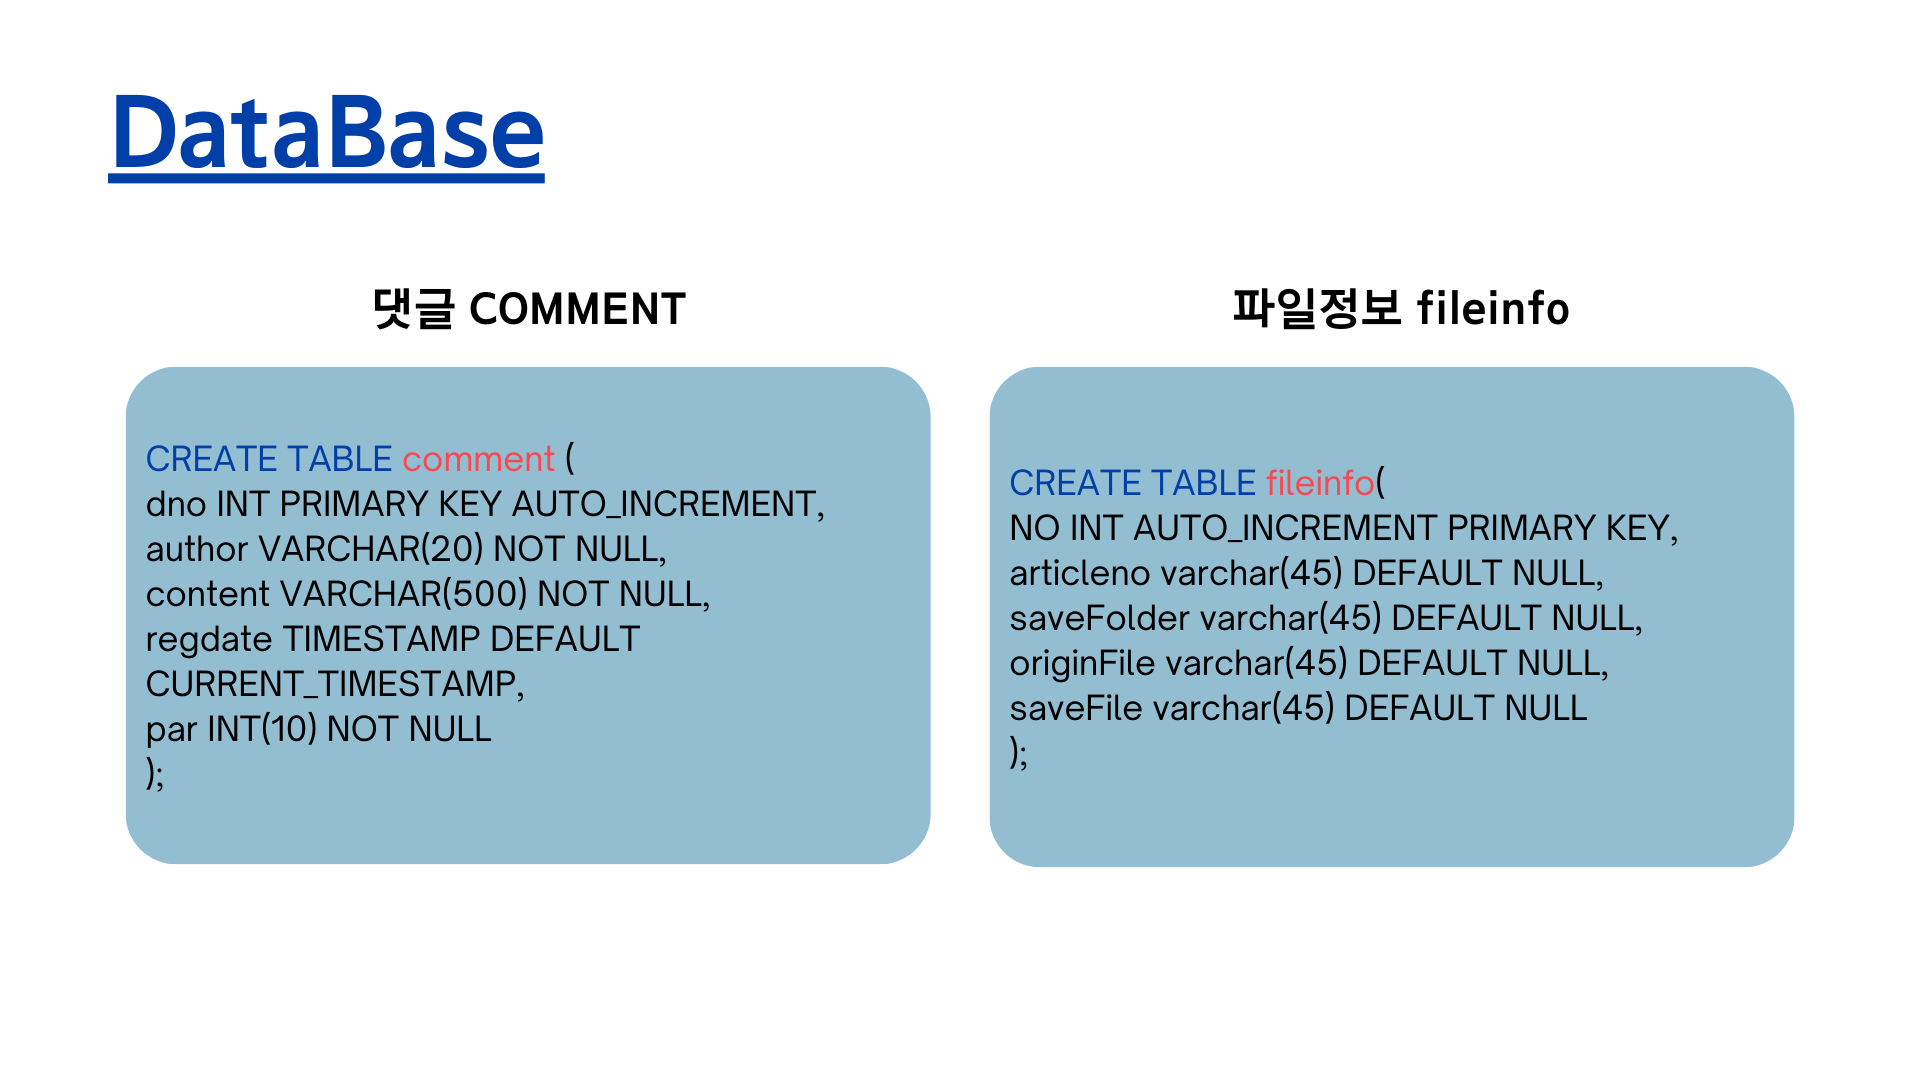 DataBase
댓글 COMMENT
CREATE TABLE comment (
dno INT PRIMARY KEY AUTO_INCREMENT,
author VARCHAR(20) NOT NULL,
content VARCHAR(500) NOT NULL,
regdate TIMESTAMP DEFAULT
CURRENT_TIMESTAMP,
par INT(10) NOT NULL
);
파일정보 fileinfo
CREATE TABLE fileinfo(
NO INT AUTO_INCREMENT PRIMARY KEY,
articleno varchar(45) DEFAULT NULL,
saveFolder varchar(45) DEFAULT NULL,
originFile varchar(45) DEFAULT NULL,
saveFile varchar(45) DEFAULT NULL
);